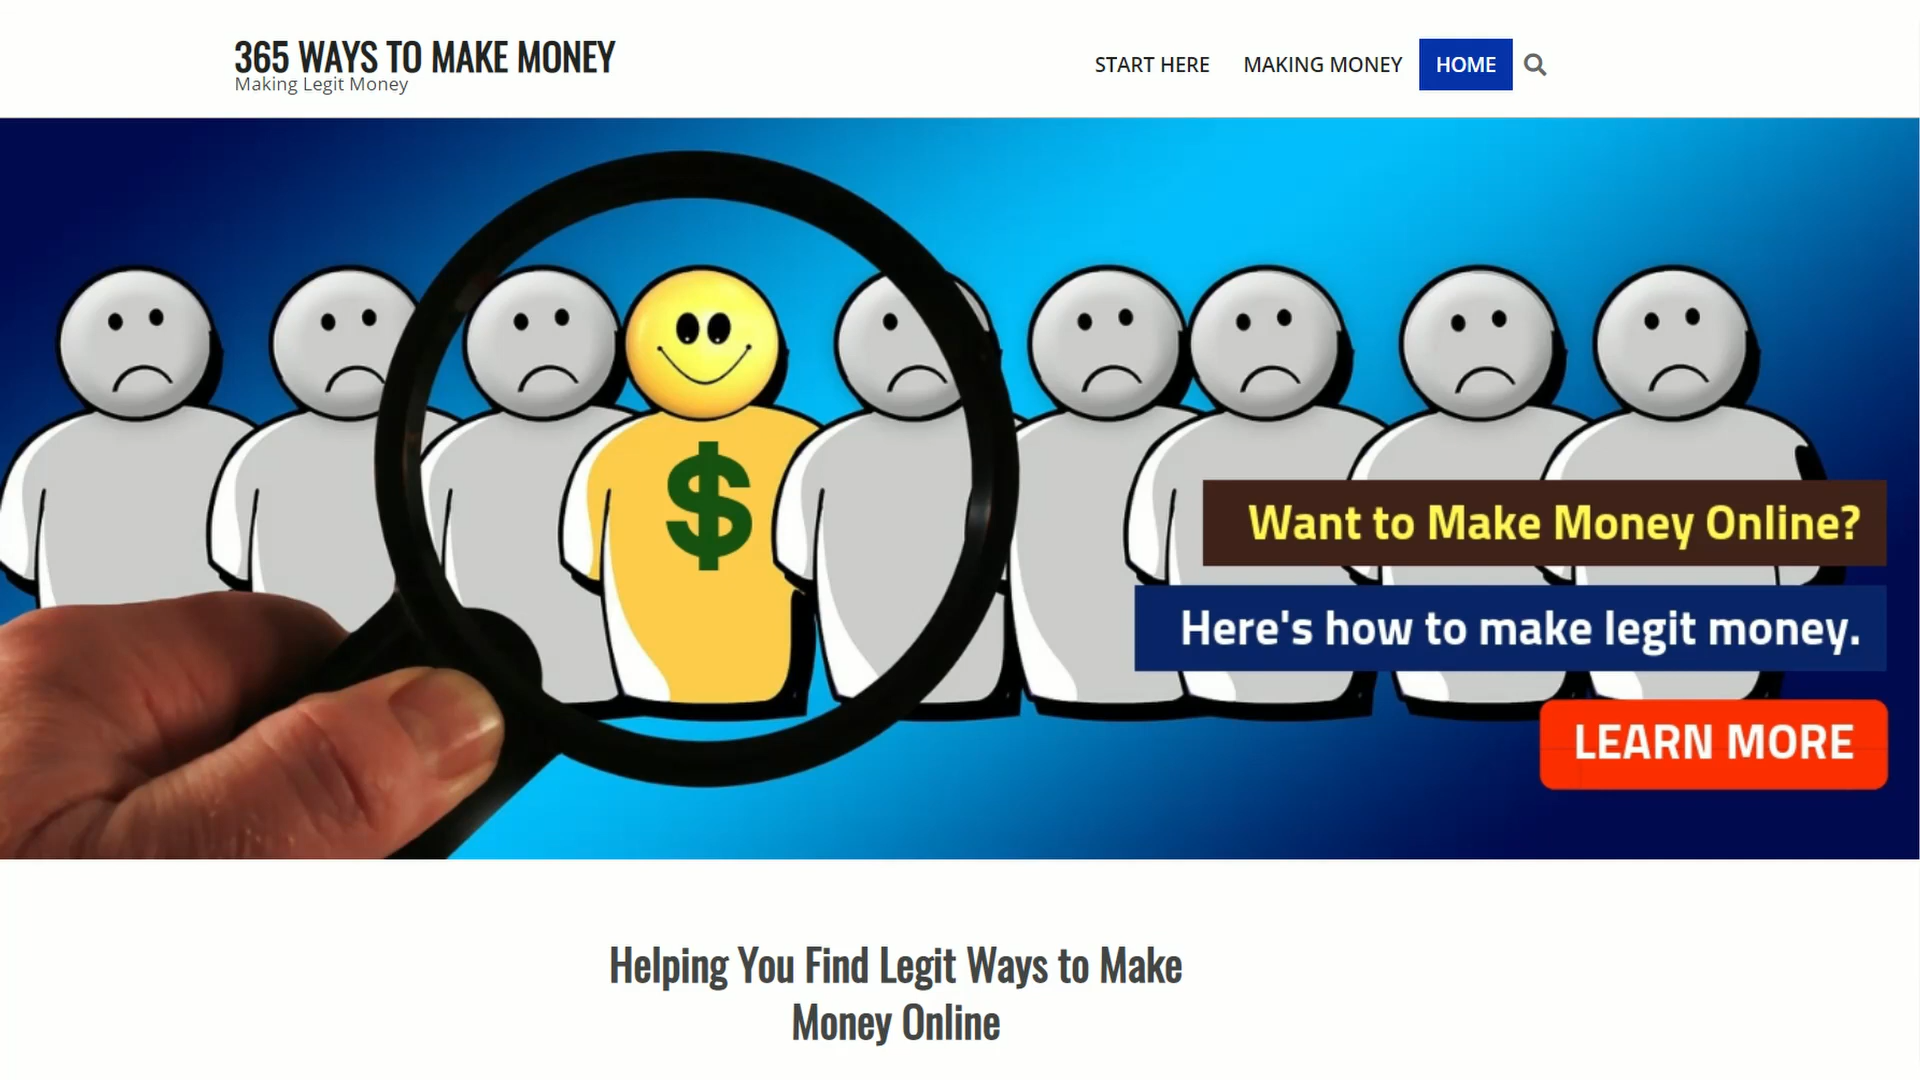 365 WAYS TO MAKE MONEY
Making Legit Money
START HERE MAKING MONEY HOME
$
Want to Make Money Online?
Here's how to make legit money.
LEARN MORE
Helping You Find Legit Ways to Make
Money Online